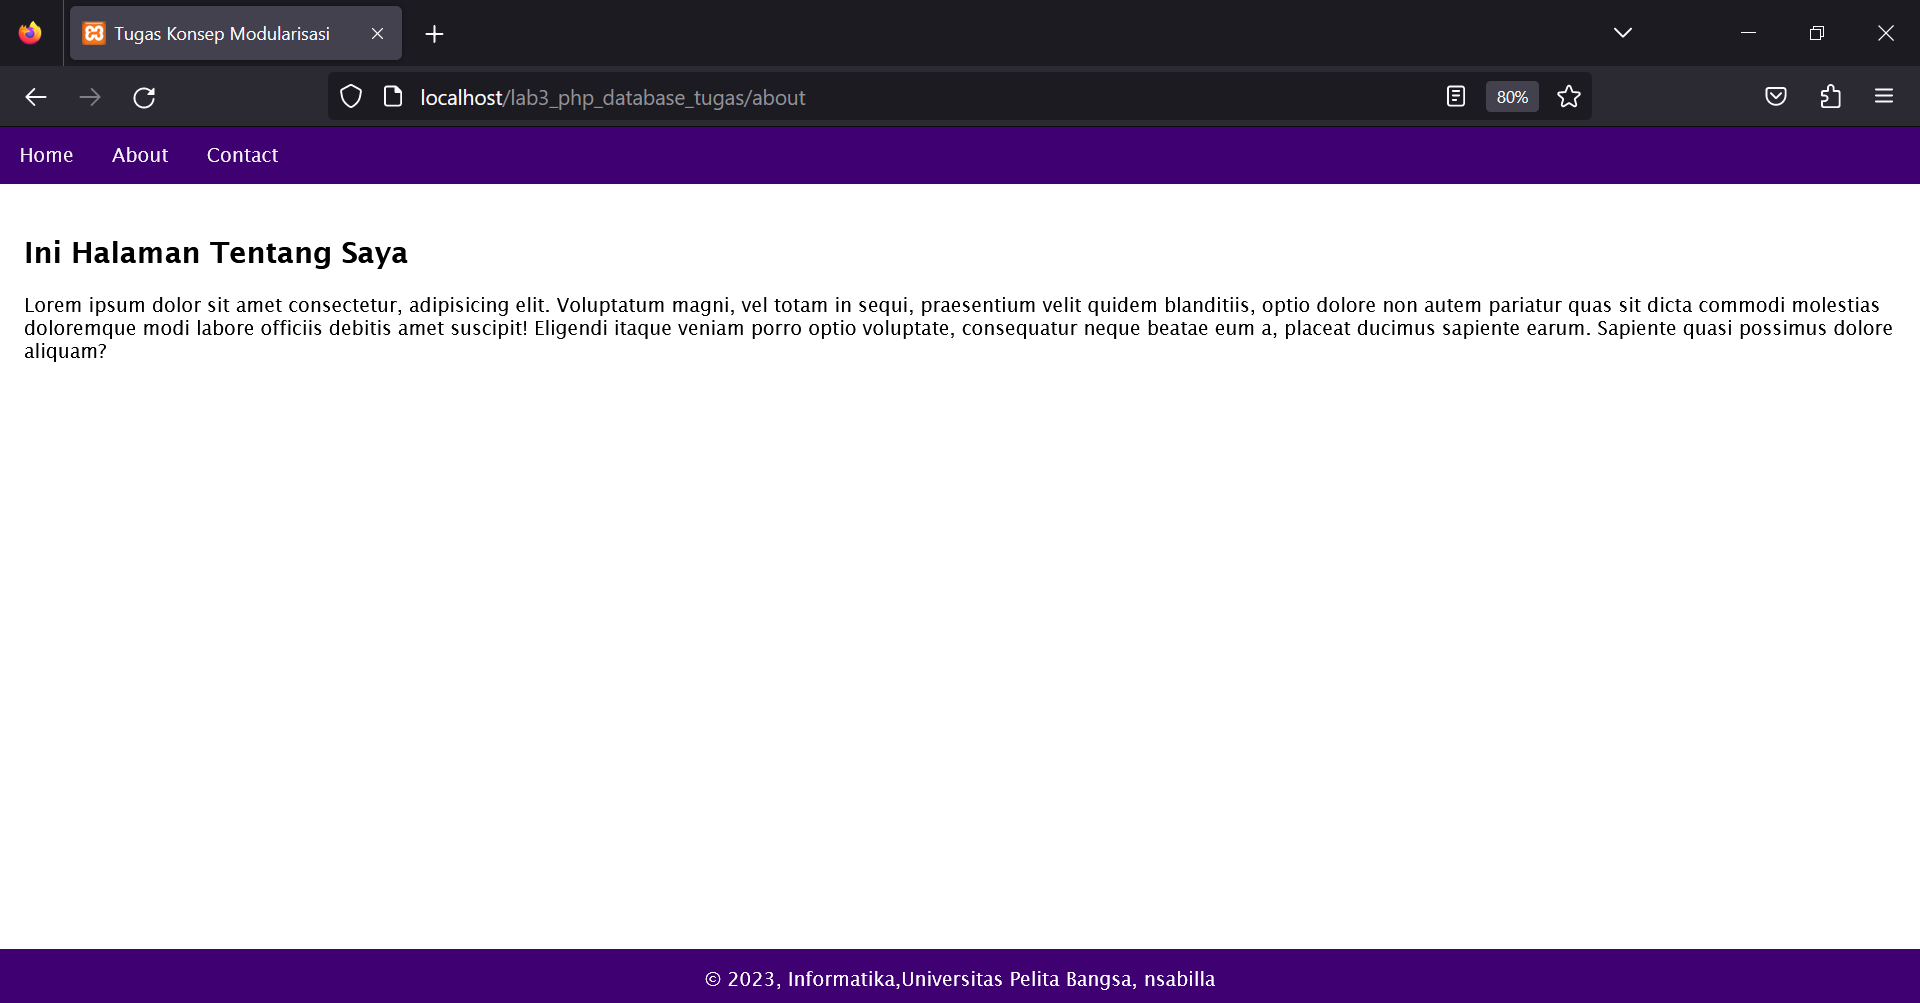 Tugas Konsep Modularisasi
localhost/lab3_php_database_tugas/about
80%
Home About Contact
Ini Halaman Tentang Saya
Lorem ipsum dolor sit amet consectetur, adipisicing elit. Voluptatum magni, vel totam in sequi, praesentium velit quidem blanditiis, optio dolore non autem pariatur quas sit dicta commodi molestias
doloremque modi labore officiis debitis amet suscipit! Eligendi itaque veniam porro optio voluptate, consequatur neque beatae eum a, placeat ducimus sapiente earum. Sapiente quasi possimus dolore
aliquam?
© 2023, Informatika,Universitas Pelita Bangsa, nsabilla